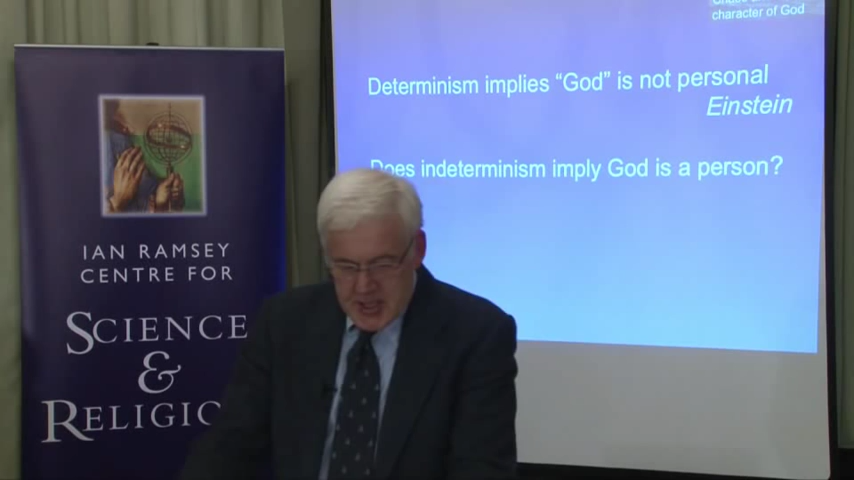 IAN RAMSEY
CENTRE FOR
SCIENCE
&
character of God
Determinism implies “God” is not personal
Einstein
Does indeterminism imply God is a person?